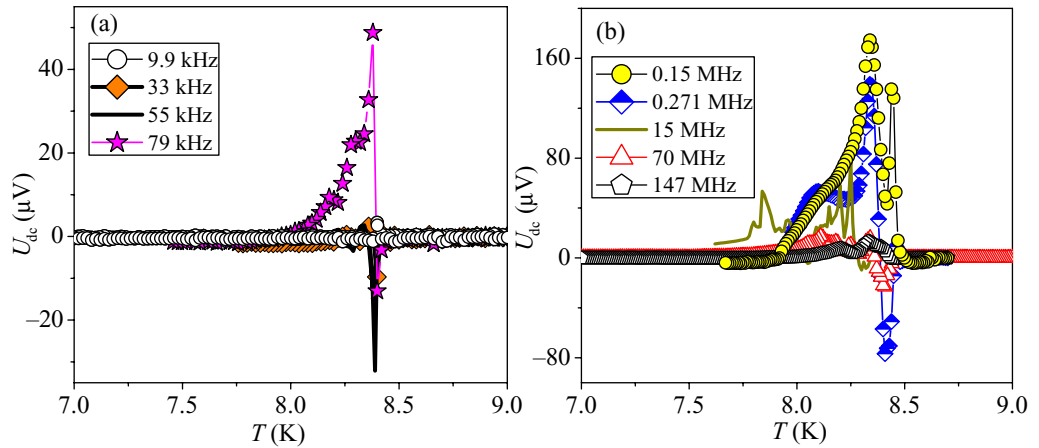 (a)
9.9 kHz
33 kHz
55 kHz
79 kHz
U_dc (μV)
40
20
0
−20
7.0 7.5 8.0 8.5 9.0
T (K)
(b)
0.15 MHz
0.271 MHz
15 MHz
70 MHz
147 MHz
U_dc (μV)
160
80
0
−80
7.0 7.5 8.0 8.5 9.0
T (K)